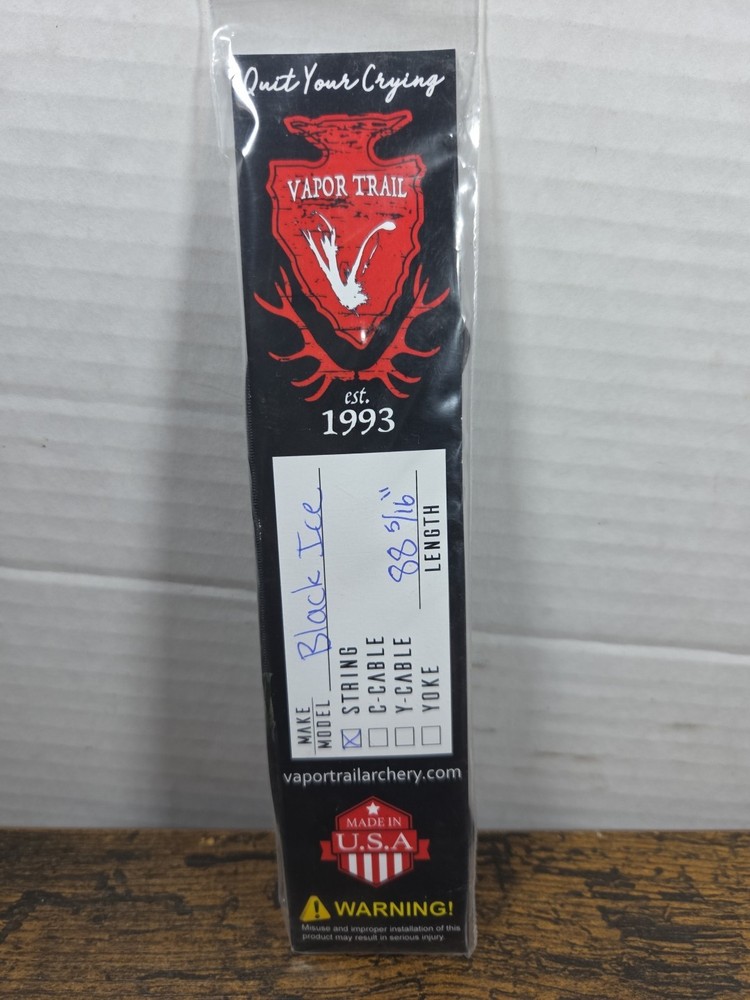 Quit Your Crying
VAPOR TRAIL
est.
1993
MAKE
MODEL Black Ice
STRING
C-CABLE
Y-CABLE
YOKE
88 5/16"
LENGTH
vaportrailarchery.com
MADE IN
U.S.A
WARNING!
Misuse and improper installation of this
product may result in serious injury.